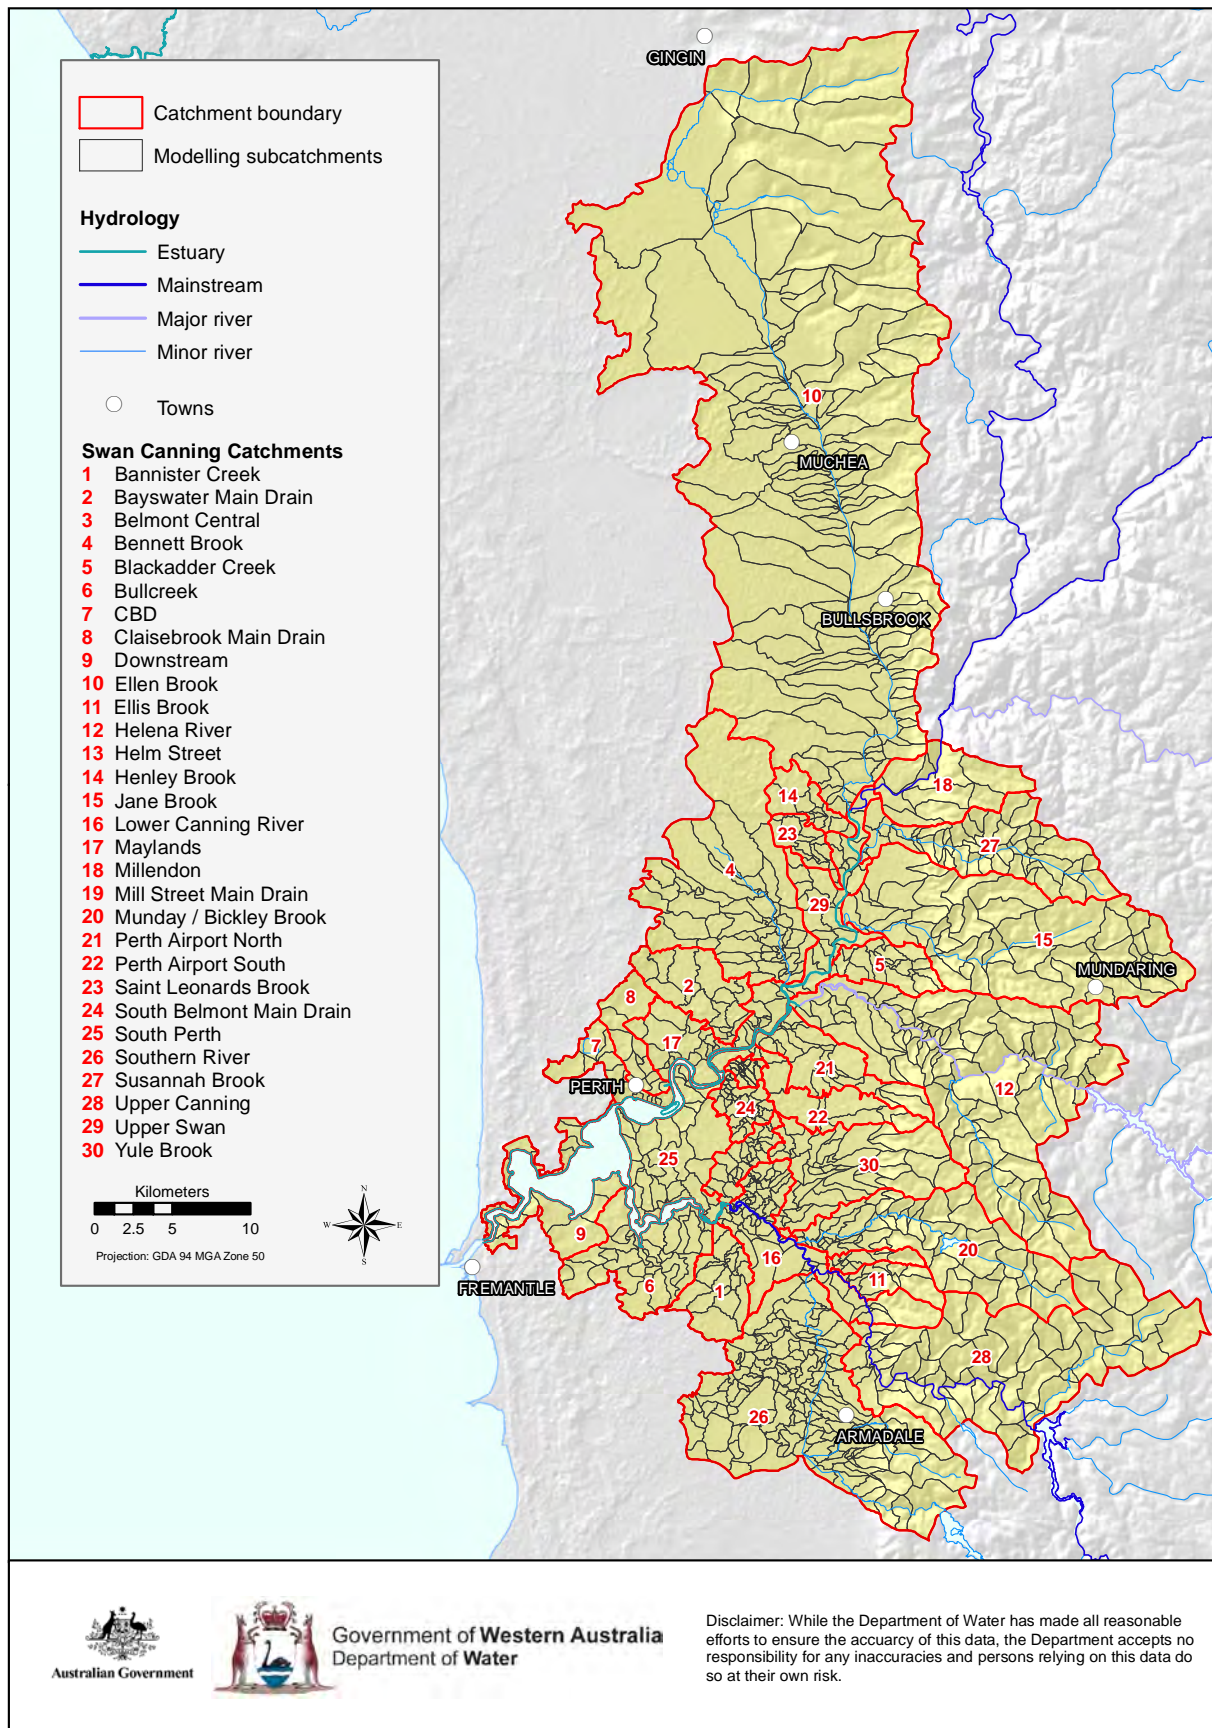 GINGIN
Catchment boundary
Modelling subcatchments
Hydrology
Estuary
Mainstream
Major river
Minor river
Towns
Swan Canning Catchments
1 Bannister Creek
2 Bayswater Main Drain
3 Belmont Central
4 Bennett Brook
5 Blackadder Creek
6 Bullcreek
7 CBD
8 Claisebrook Main Drain
9 Downstream
10 Ellen Brook
11 Ellis Brook
12 Helena River
13 Helm Street
14 Henley Brook
15 Jane Brook
16 Lower Canning River
17 Maylands
18 Millendon
19 Mill Street Main Drain
20 Munday / Bickley Brook
21 Perth Airport North
22 Perth Airport South
23 Saint Leonards Brook
24 South Belmont Main Drain
25 South Perth
26 Southern River
27 Susannah Brook
28 Upper Canning
29 Upper Swan
30 Yule Brook
Kilometers
0 2.5 5 10
Projection: GDA 94 MGA Zone 50
N
W E
S
10
MUCHEA
BULLSBROOK
18
14
23
27
4
29
15
5
MUNDARING
2
8
7
17
21
12
PERTH
24
22
25
30
9
16
20
FREMANTLE
6
1
11
28
26
ARMADALE
Australian Government
Government of Western Australia
Department of Water
Disclaimer: While the Department of Water has made all reasonable
efforts to ensure the accuarcy of this data, the Department accepts no
responsibility for any inaccuracies and persons relying on this data do
so at their own risk.